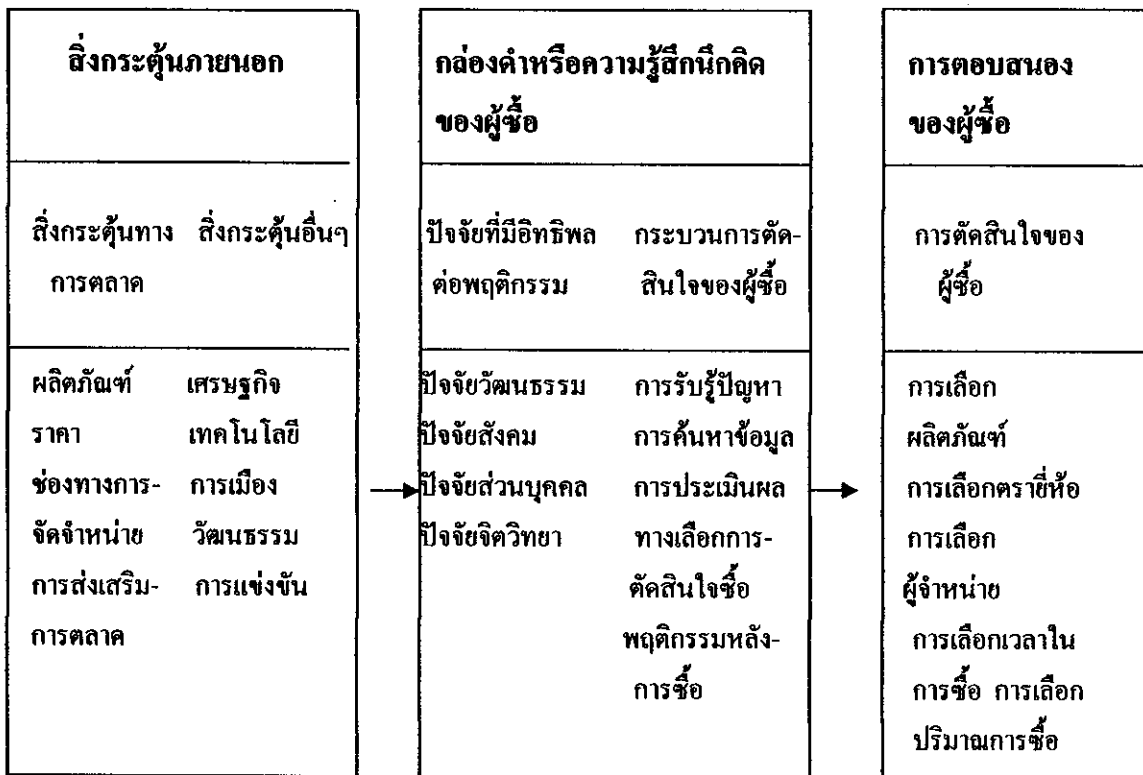 สิ่งกระตุ้นภายนอก
สิ่งกระตุ้นทาง สิ่งกระตุ้นอื่นๆ
การตลาด
ผลิตภัณฑ์ เศรษฐกิจ
ราคา เทคโนโลยี
ช่องทางการ- การเมือง
จัดจำหน่าย วัฒนธรรม
การส่งเสริม- การแข่งขัน
การตลาด
กล่องดำหรือความรู้สึกนึกคิด
ของผู้ซื้อ
ปัจจัยที่มีอิทธิพล กระบวนการตัด-
ต่อพฤติกรรม สินใจของผู้ซื้อ
ปัจจัยวัฒนธรรม การรับรู้ปัญหา
ปัจจัยสังคม การค้นหาข้อมูล
ปัจจัยส่วนบุคคล การประเมินผล
ปัจจัยจิตวิทยา ทางเลือกการ-
ตัดสินใจซื้อ
พฤติกรรมหลัง-
การซื้อ
การตอบสนอง
ของผู้ซื้อ
การตัดสินใจของ
ผู้ซื้อ
การเลือก
ผลิตภัณฑ์
การเลือกตรายี่ห้อ
การเลือก
ผู้จำหน่าย
การเลือกเวลาใน
การซื้อ การเลือก
ปริมาณการซื้อ